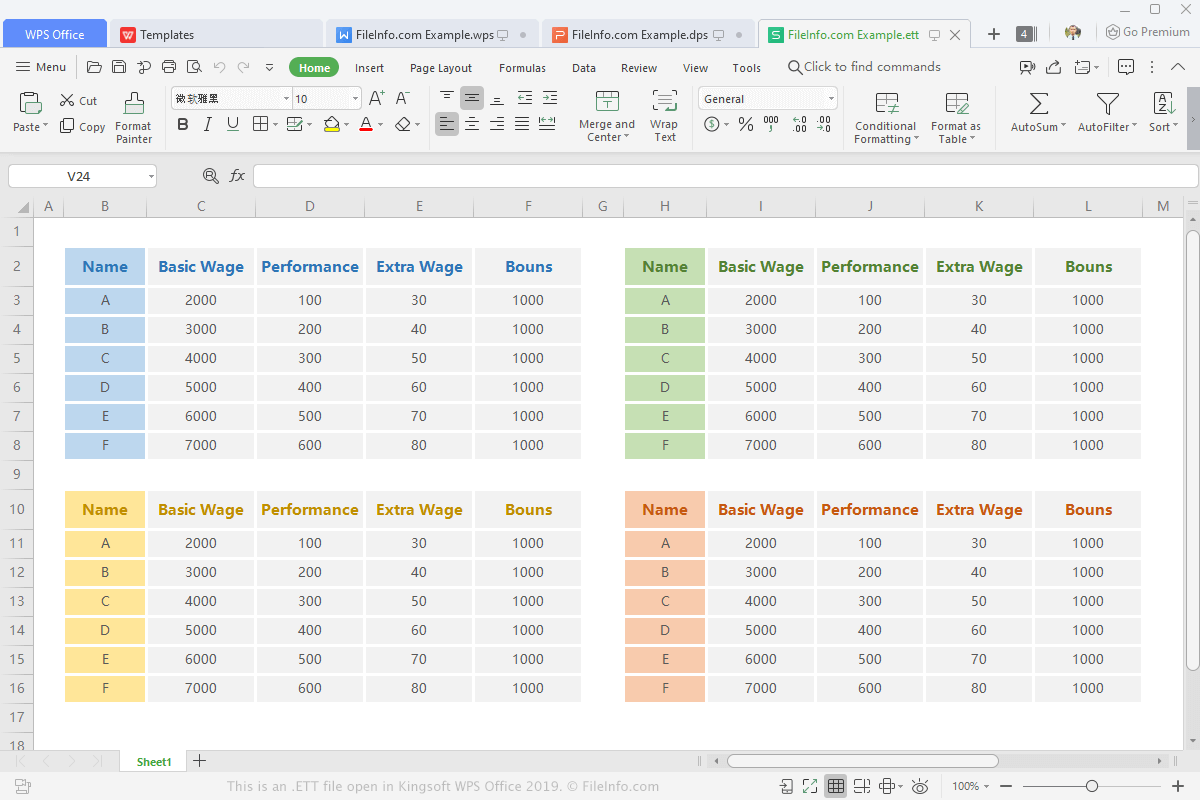 WPS Office Templates FileInfo.com Example.wps FileInfo.com Example.dps FileInfo.com Example.ett 4 Go Premium
Menu Home Insert Page Layout Formulas Data Review View Tools Click to find commands
Paste Cut Copy Format Painter
微软雅黑 10 A+ A-
B I U A
Merge and Center Wrap Text
General
$ % 000 , .00 .00
Conditional Formatting Format as Table AutoSum AutoFilter Sort
V24 fx
A B C D E F G H I J K L M
1
2 Name Basic Wage Performance Extra Wage Bouns Name Basic Wage Performance Extra Wage Bouns
3 A 2000 100 30 1000 A 2000 100 30 1000
4 B 3000 200 40 1000 B 3000 200 40 1000
5 C 4000 300 50 1000 C 4000 300 50 1000
6 D 5000 400 60 1000 D 5000 400 60 1000
7 E 6000 500 70 1000 E 6000 500 70 1000
8 F 7000 600 80 1000 F 7000 600 80 1000
9
10 Name Basic Wage Performance Extra Wage Bouns Name Basic Wage Performance Extra Wage Bouns
11 A 2000 100 30 1000 A 2000 100 30 1000
12 B 3000 200 40 1000 B 3000 200 40 1000
13 C 4000 300 50 1000 C 4000 300 50 1000
14 D 5000 400 60 1000 D 5000 400 60 1000
15 E 6000 500 70 1000 E 6000 500 70 1000
16 F 7000 600 80 1000 F 7000 600 80 1000
17
18
Sheet1
This is an .ETT file open in Kingsoft WPS Office 2019. © FileInfo.com 100%